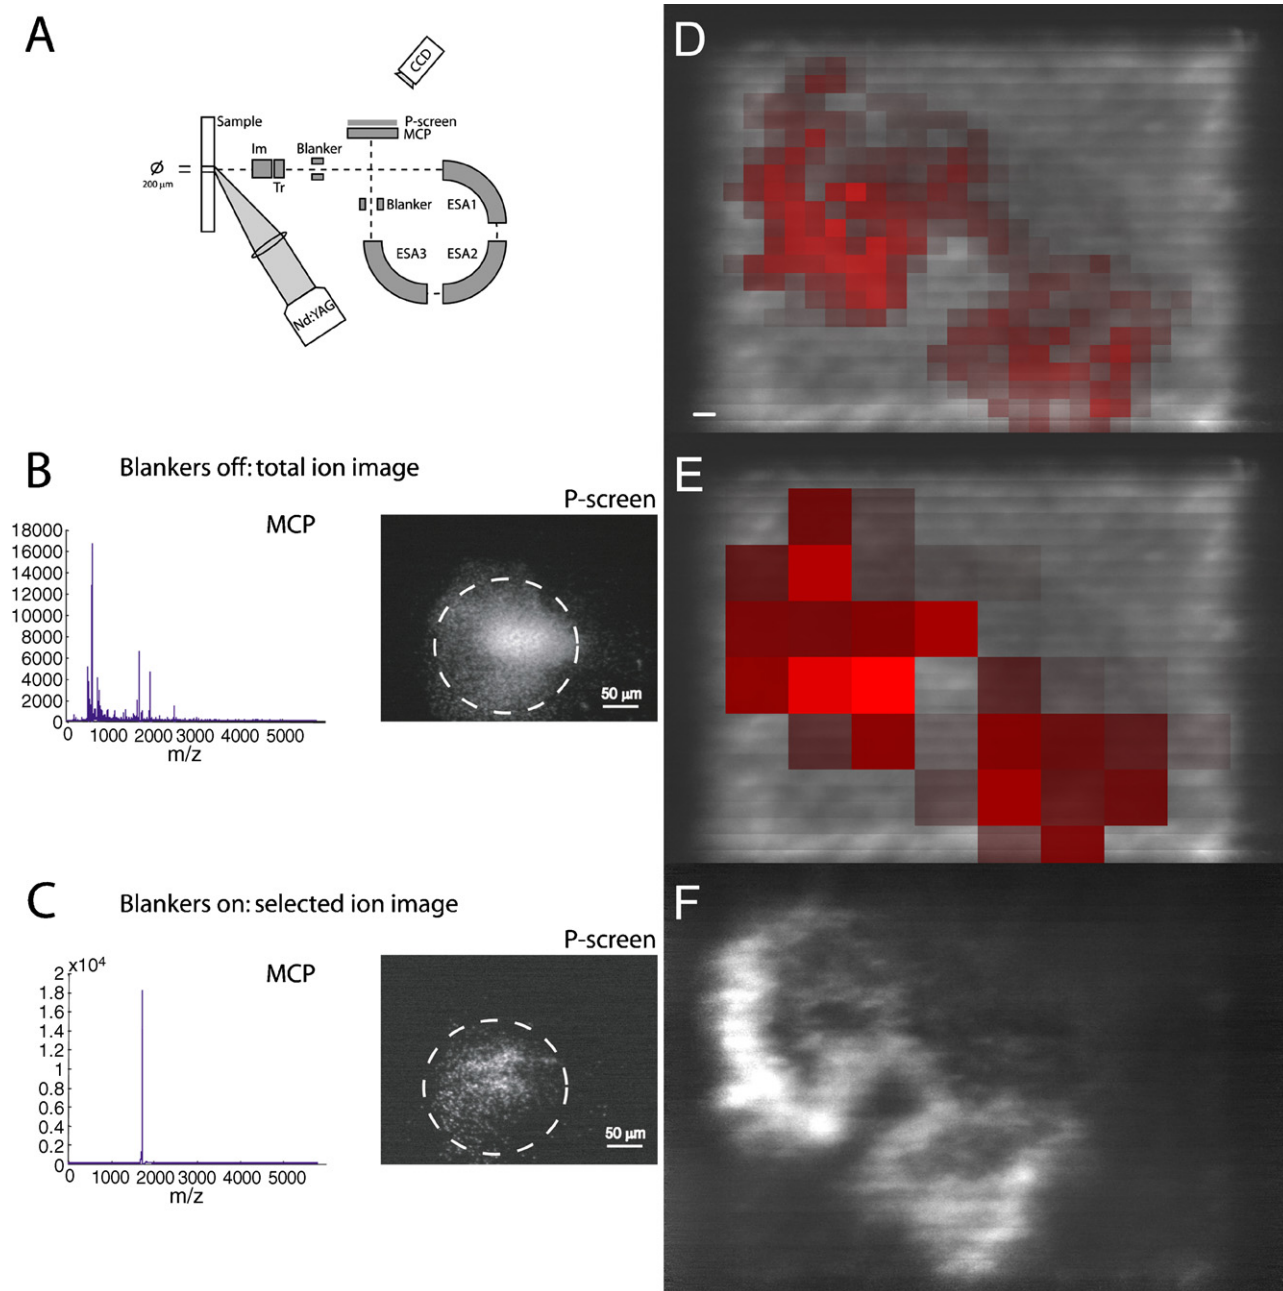 A
CCD
Sample
P-screen
MCP
Im
Blanker
Ø
200 µm
Tr
Blanker
ESA1
ESA3
ESA2
Nd:YAG
B
Blankers off: total ion image
P-screen
MCP
18000
16000
14000
12000
10000
8000
6000
4000
2000
0
0 1000 2000 3000 4000 5000
m/z
50 µm
C
Blankers on: selected ion image
P-screen
MCP
x10⁴
2
1.8
1.6
1.4
1.2
1
0.8
0.6
0.4
0.2
0
0 1000 2000 3000 4000 5000
m/z
50 µm
D
E
F